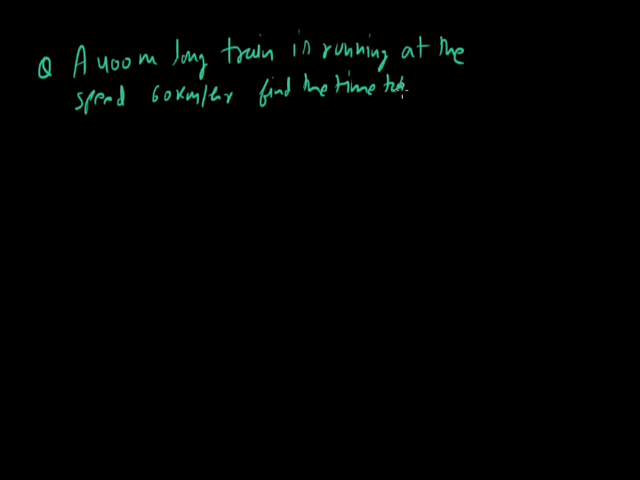 Q A 400m long train is running at the
speed 60km/hr find the time